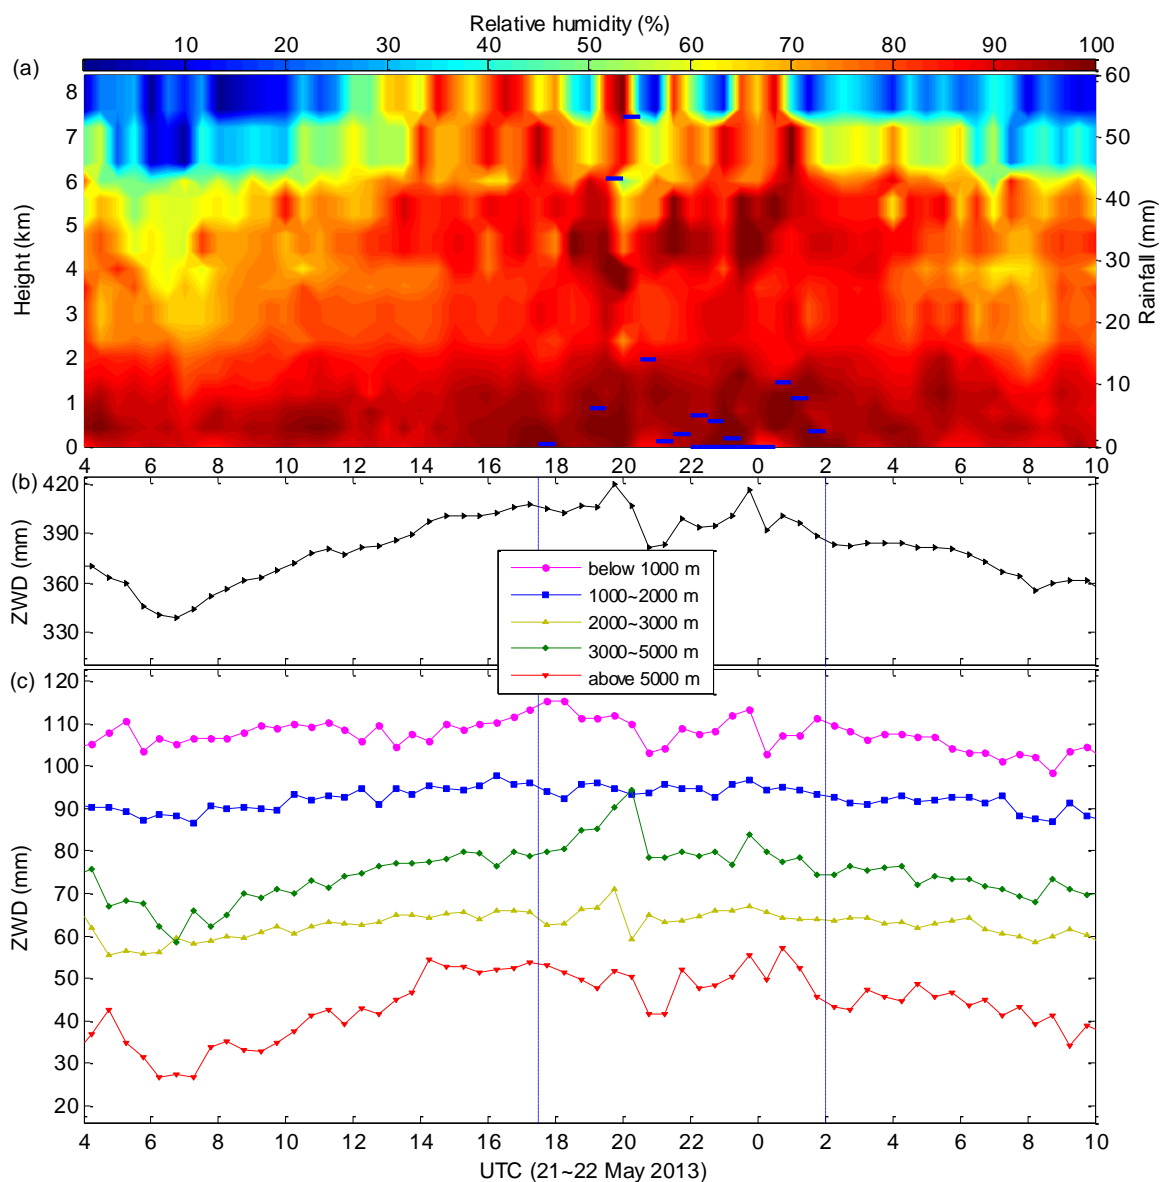 Relative humidity (%)
10 20 30 40 50 60 70 80 90 100
(a)
Height (km)
8
7
6
5
4
3
2
1
0
60
50
40
30
20
10
0
Rainfall (mm)
4 6 8 10 12 14 16 18 20 22 0 2 4 6 8 10
(b)
ZWD (mm)
420
390
360
330
below 1000 m
1000~2000 m
2000~3000 m
3000~5000 m
above 5000 m
(c)
ZWD (mm)
120
110
100
90
80
70
60
50
40
30
20
4 6 8 10 12 14 16 18 20 22 0 2 4 6 8 10
UTC (21~22 May 2013)